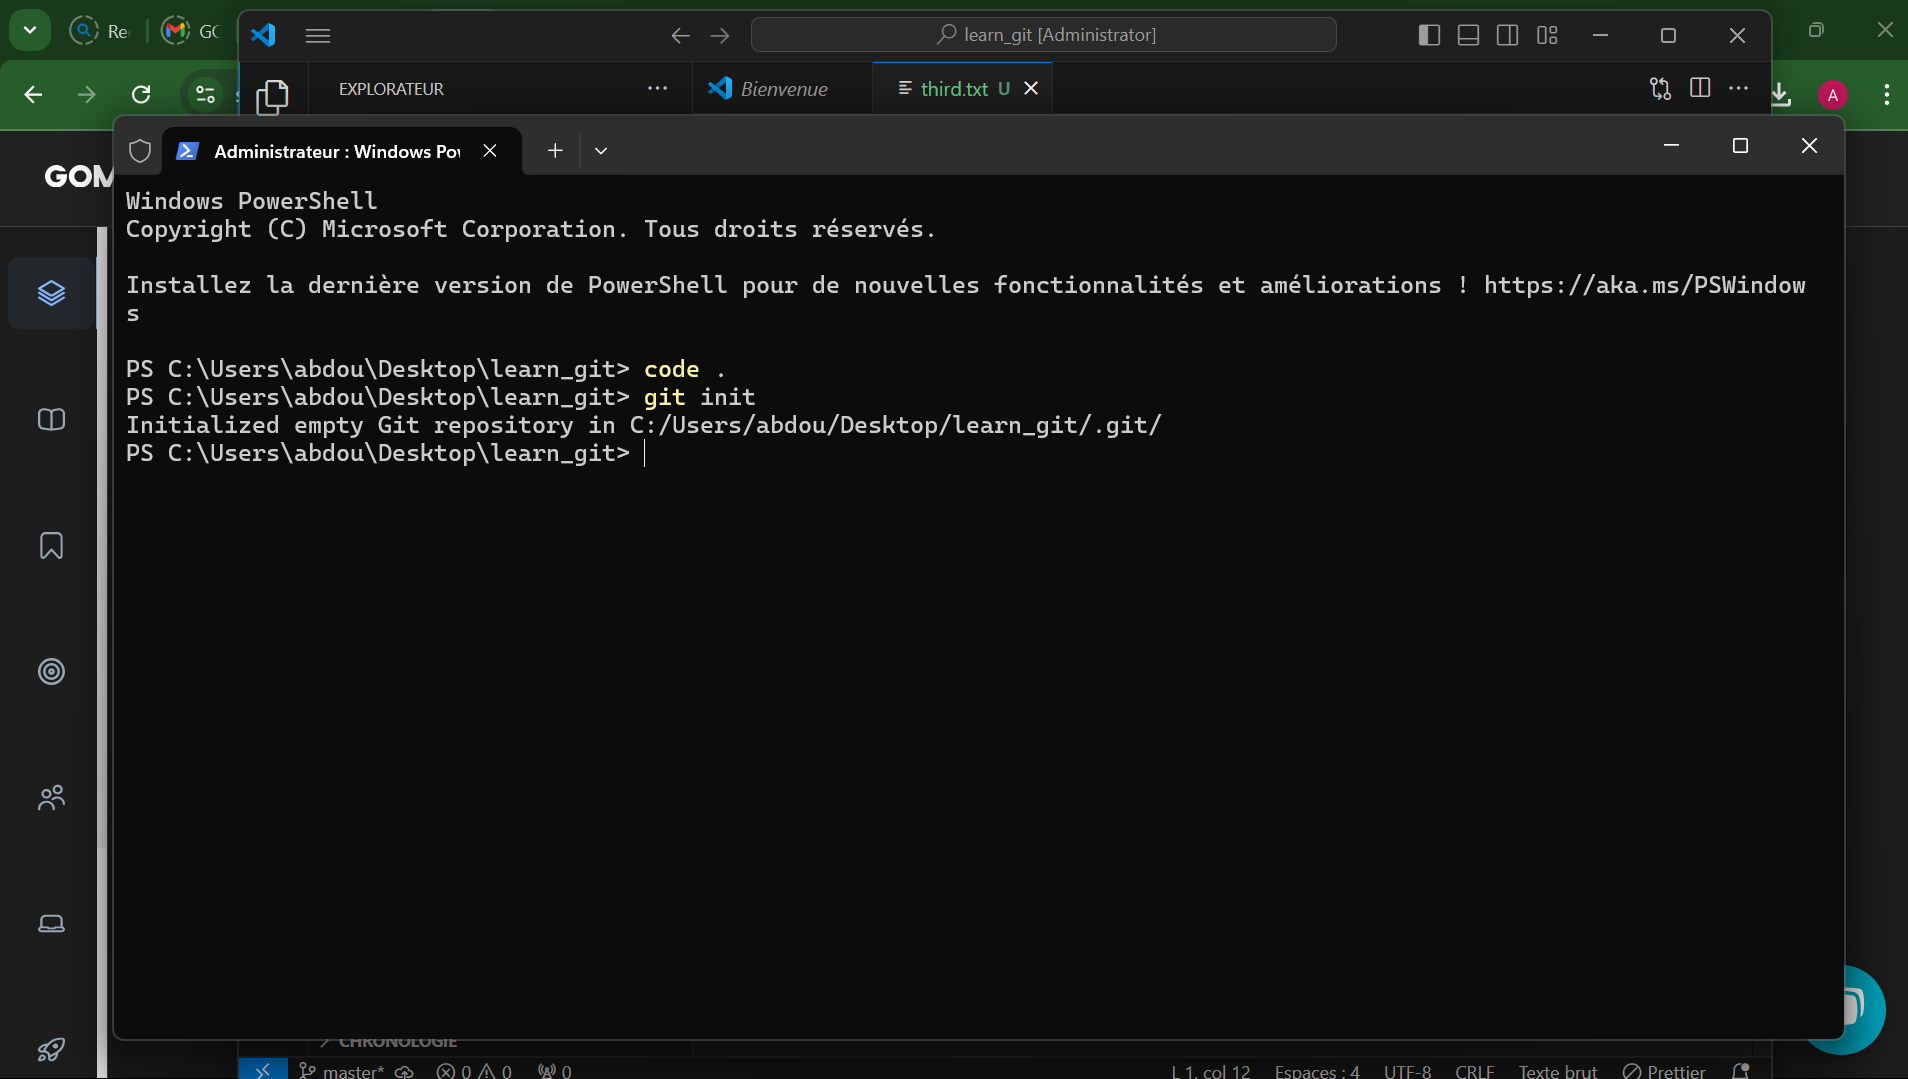 Re
GC
learn_git [Administrator]
EXPLORATEUR
Bienvenue
third.txt U
A
GOM
Administrateur : Windows Po
Windows PowerShell
Copyright (C) Microsoft Corporation. Tous droits réservés.
Installez la dernière version de PowerShell pour de nouvelles fonctionnalités et améliorations ! https://aka.ms/PSWindow
s
PS C:\Users\abdou\Desktop\learn_git> code .
PS C:\Users\abdou\Desktop\learn_git> git init
Initialized empty Git repository in C:/Users/abdou/Desktop/learn_git/.git/
PS C:\Users\abdou\Desktop\learn_git>
CHRONOLOGIE
master* 0 0 0 L 1, col 12 Espaces : 4 UTF-8 CRLF Texte brut Prettier